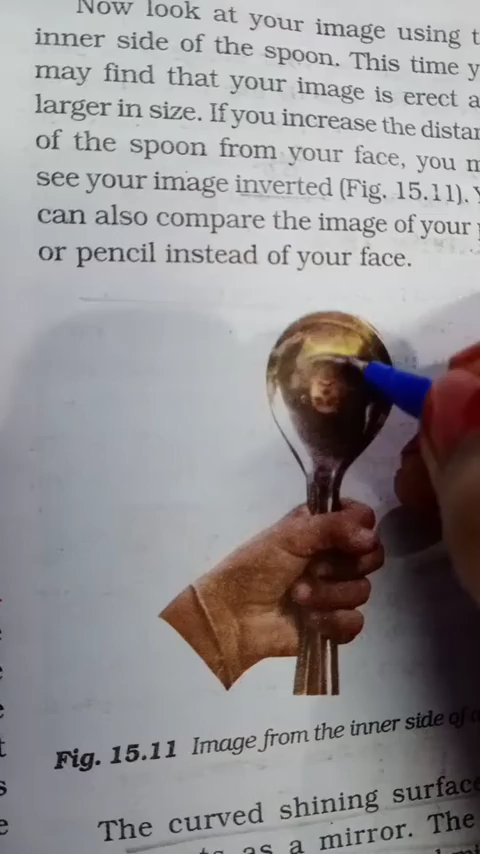 Now look at your image using
inner side of the spoon. This time
may find that your image is erect
larger in size. If you increase the
of the spoon from your face, you
see your image inverted (Fig. 15.11).
can also compare the image of your
or pencil instead of your face.
Fig. 15.11 Image from the inner side of
The curved shining
as a mirror. The